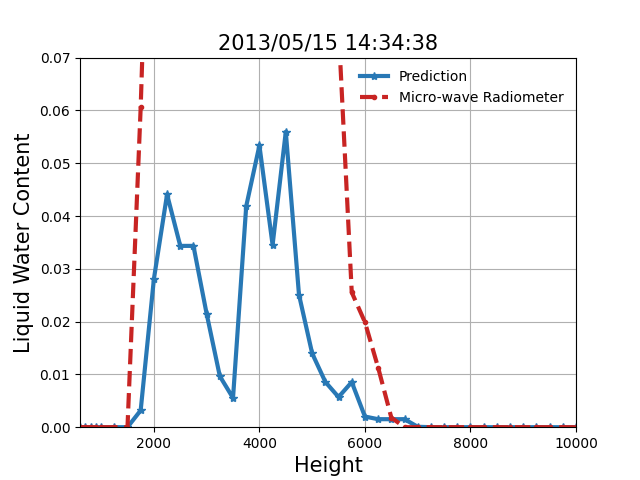 2013/05/15 14:34:38
Prediction
Micro-wave Radiometer
Liquid Water Content
0.07
0.06
0.05
0.04
0.03
0.02
0.01
0.00
2000 4000 6000 8000 10000
Height